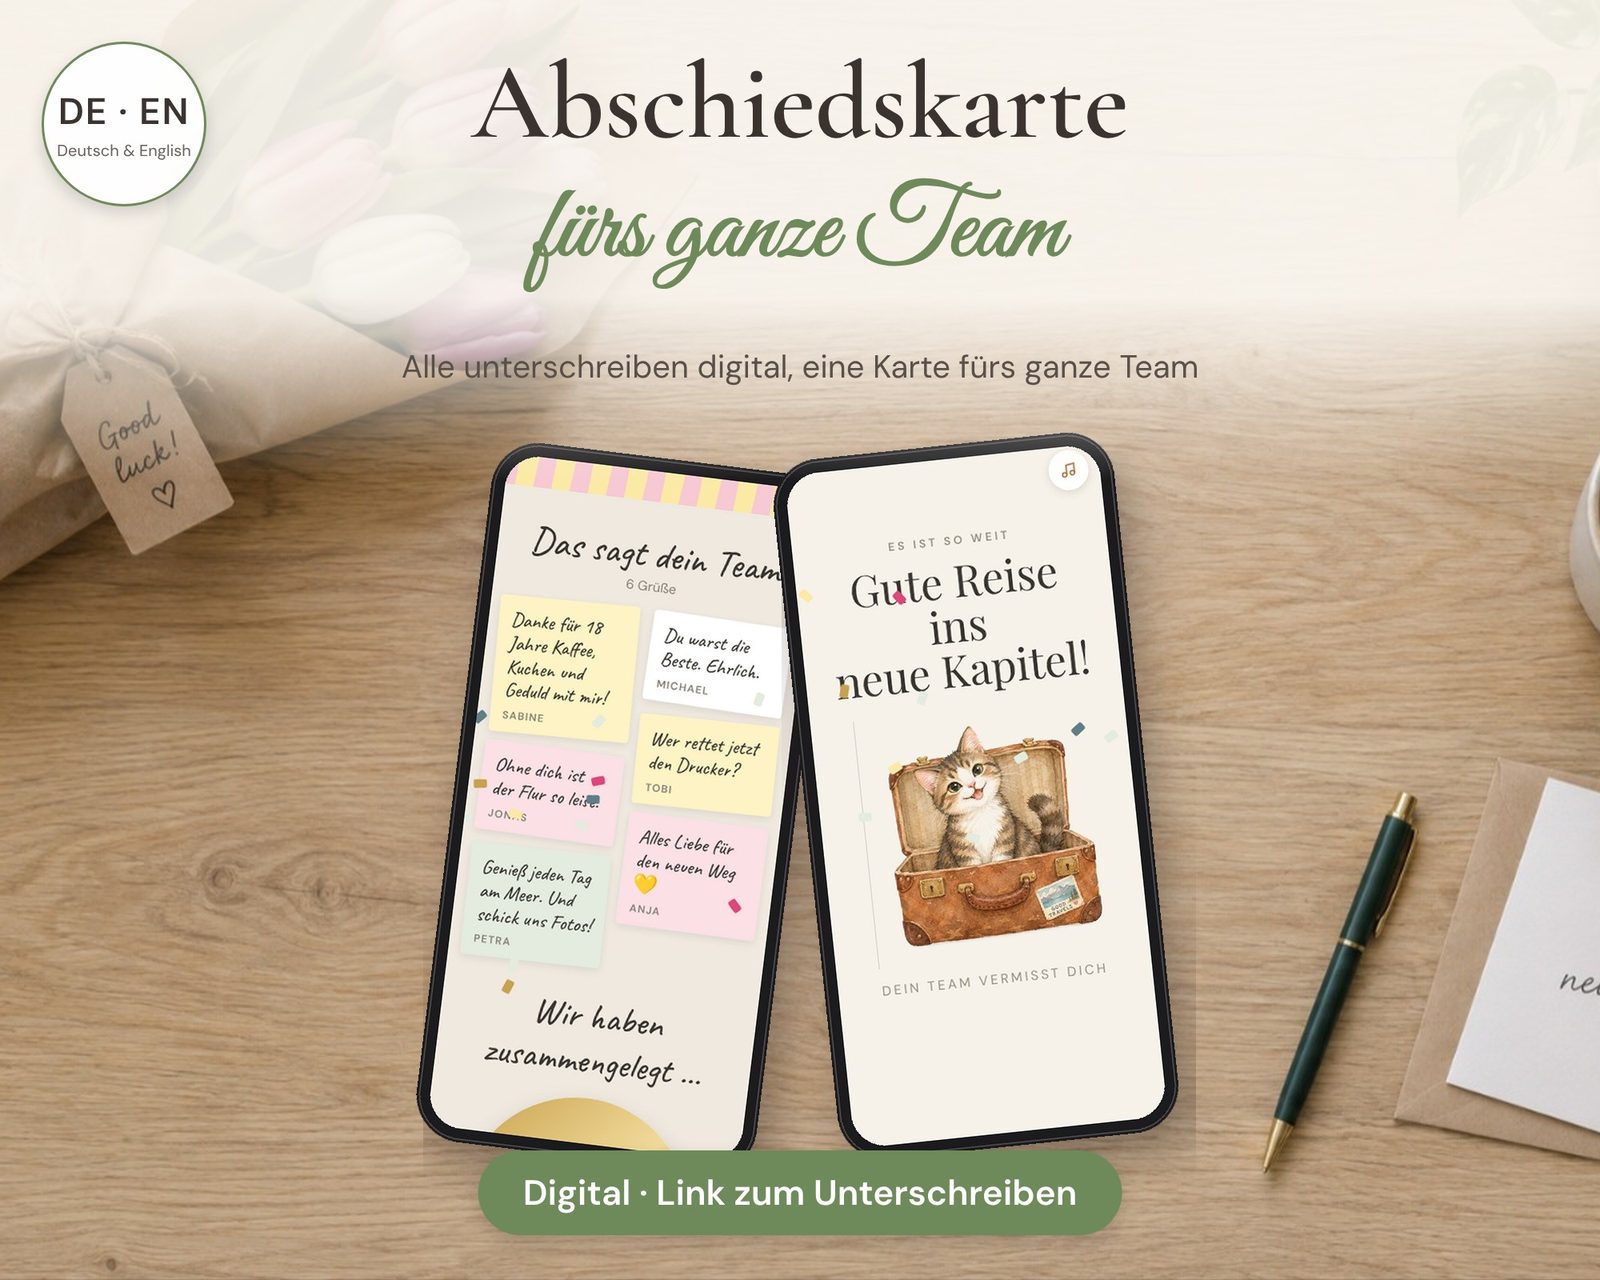 DE · EN
Deutsch & English
Abschiedskarte
fürs ganze Team
Alle unterschreiben digital, eine Karte fürs ganze Team
Good
luck!
Das sagt dein Team
6 Grüße
Danke für 18
Jahre Kaffee,
Kuchen und
Geduld mit mir!
SABINE
Du warst die
Beste. Ehrlich.
MICHAEL
Ohne dich ist
der Flur so leise.
Wer rettet jetzt
den Drucker?
TOBI
Genieß jeden Tag
am Meer. Und
schick uns Fotos!
PETRA
Alles Liebe für
den neuen Weg
💛
ANJA
Wir haben
zusammengelegt ...
ES IST SO WEIT
Gute Reise
ins
neue Kapitel!
GOOD
TRAVELS
DEIN TEAM VERMISST DICH
Digital · Link zum Unterschreiben